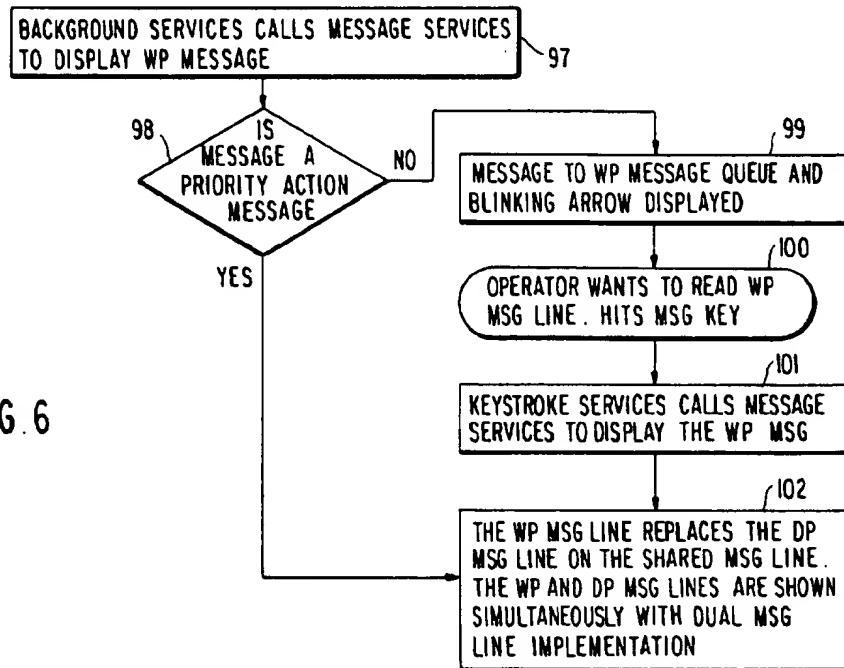 BACKGROUND SERVICES CALLS MESSAGE SERVICES
TO DISPLAY WP MESSAGE
97
98
IS
MESSAGE A
PRIORITY ACTION
MESSAGE
NO
YES
99
MESSAGE TO WP MESSAGE QUEUE AND
BLINKING ARROW DISPLAYED
100
OPERATOR WANTS TO READ WP
MSG LINE. HITS MSG KEY
101
KEYSTROKE SERVICES CALLS MESSAGE
SERVICES TO DISPLAY THE WP MSG
102
THE WP MSG LINE REPLACES THE DP
MSG LINE ON THE SHARED MSG LINE.
THE WP AND DP MSG LINES ARE SHOWN
SIMULTANEOUSLY WITH DUAL MSG
LINE IMPLEMENTATION
G.6